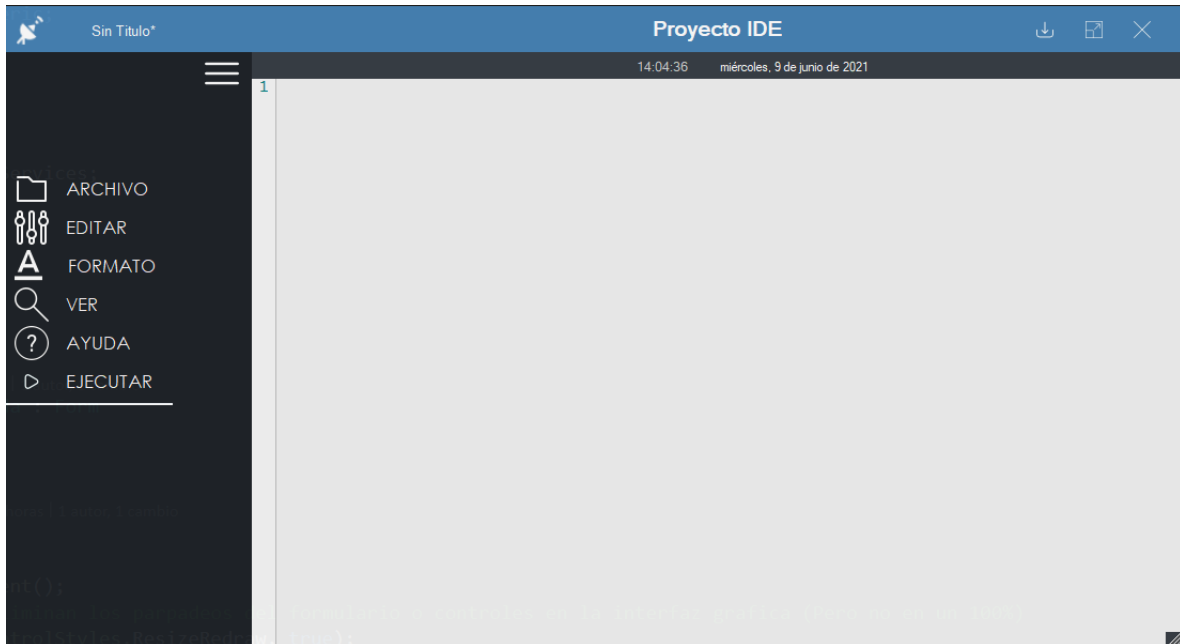 Sin Titulo*
Proyecto IDE
14:04:36 miércoles, 9 de junio de 2021
1
ARCHIVO
EDITAR
FORMATO
VER
AYUDA
EJECUTAR